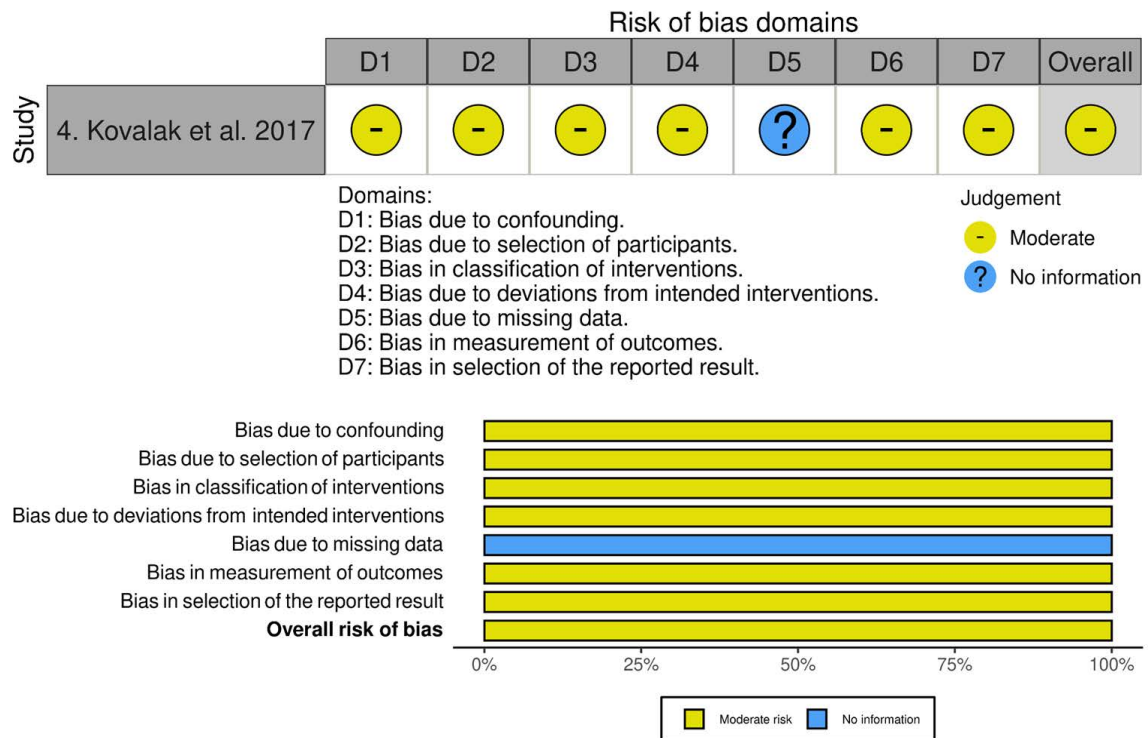 Risk of bias domains
D1 D2 D3 D4 D5 D6 D7 Overall
Study
4. Kovalak et al. 2017 - - - - ? - - -
Domains:
D1: Bias due to confounding.
D2: Bias due to selection of participants.
D3: Bias in classification of interventions.
D4: Bias due to deviations from intended interventions.
D5: Bias due to missing data.
D6: Bias in measurement of outcomes.
D7: Bias in selection of the reported result.
Judgement
- Moderate
? No information
Bias due to confounding
Bias due to selection of participants
Bias in classification of interventions
Bias due to deviations from intended interventions
Bias due to missing data
Bias in measurement of outcomes
Bias in selection of the reported result
Overall risk of bias
0% 25% 50% 75% 100%
Moderate risk No information